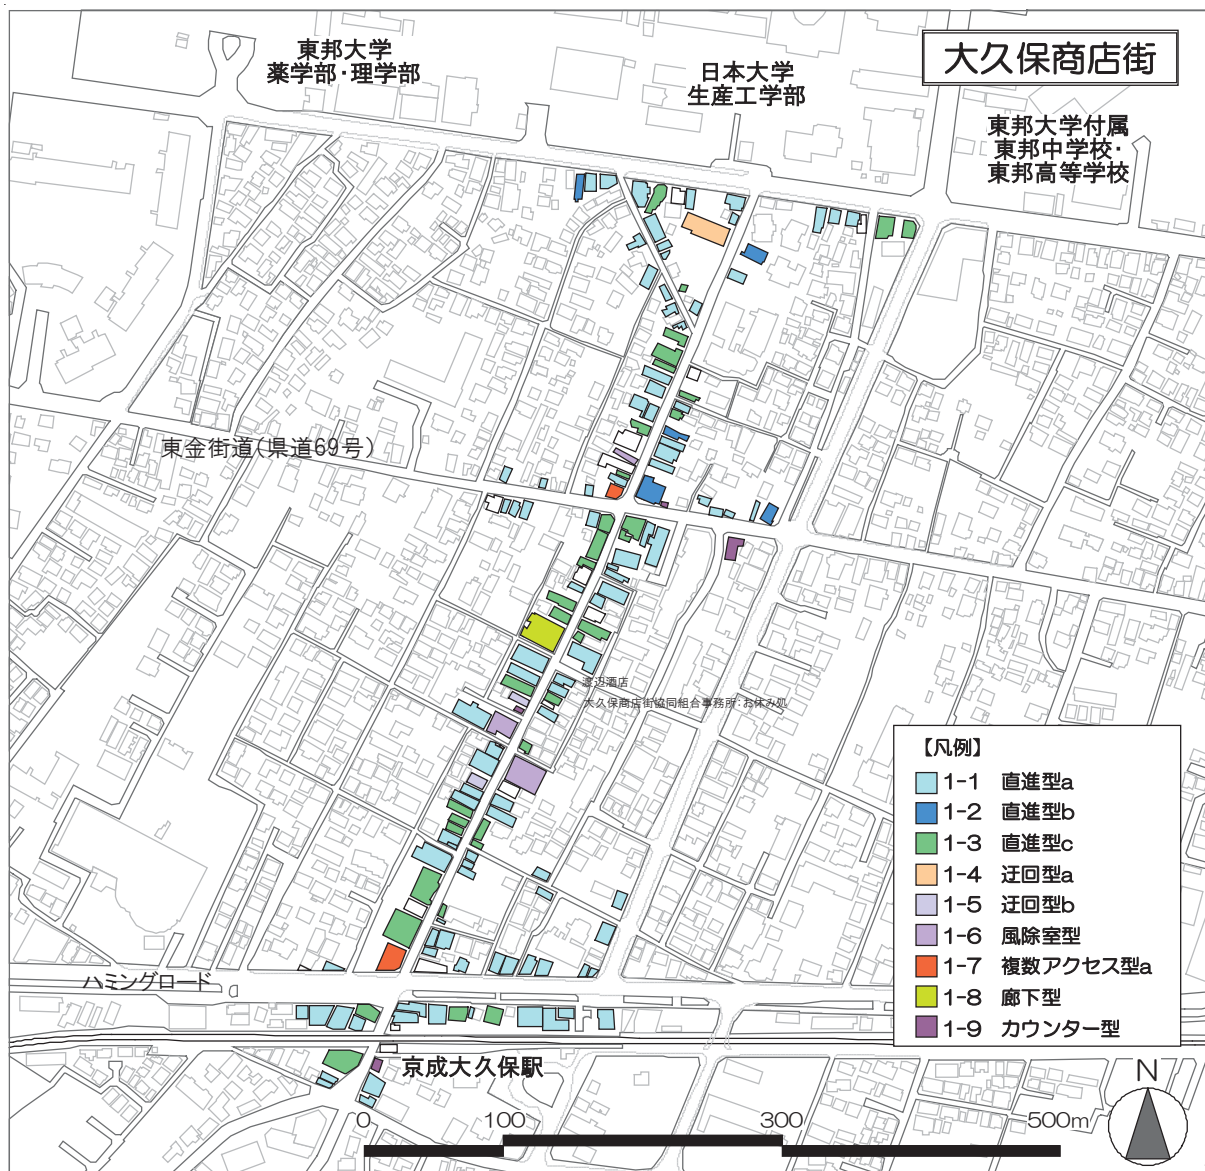 東邦大学
薬学部・理学部
日本大学
生産工学部
大久保商店街
東邦大学付属
東邦中学校・
東邦高等学校
東金街道(県道69号)
渡辺酒店
大久保商店街協同組合事務所:お休み処
【凡例】
1-1 直進型a
1-2 直進型b
1-3 直進型c
1-4 迂回型a
1-5 迂回型b
1-6 風除室型
1-7 複数アクセス型a
1-8 廊下型
1-9 カウンター型
ハミングロード
京成大久保駅
N
0 100 300 500m